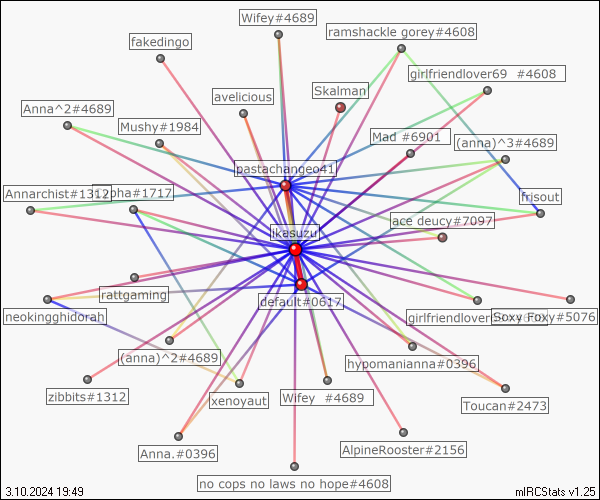 Wifey#4689
ramshackle gorey#4608
fakedingo
girlfriendlover69 #4608
Skalman
avelicious
Anna^2#4689
Mushy#1984
Mad #6901
(anna)^3#4689
pastachangeo41
Annarchist#1312
pha#1717
frisout
ace deucy#7097
ikasuzu
rattgaming
default#0617
neokingghidorah
girlfriendlover
Soxy Foxy#5076
(anna)^2#4689
hypomanianna#0396
zibbits#1312
xenoyaut
Wifey #4689
Toucan#2473
Anna.#0396
AlpineRooster#2156
no cops no laws no hope#4608
3.10.2024 19:49
mIRCStats v1.25